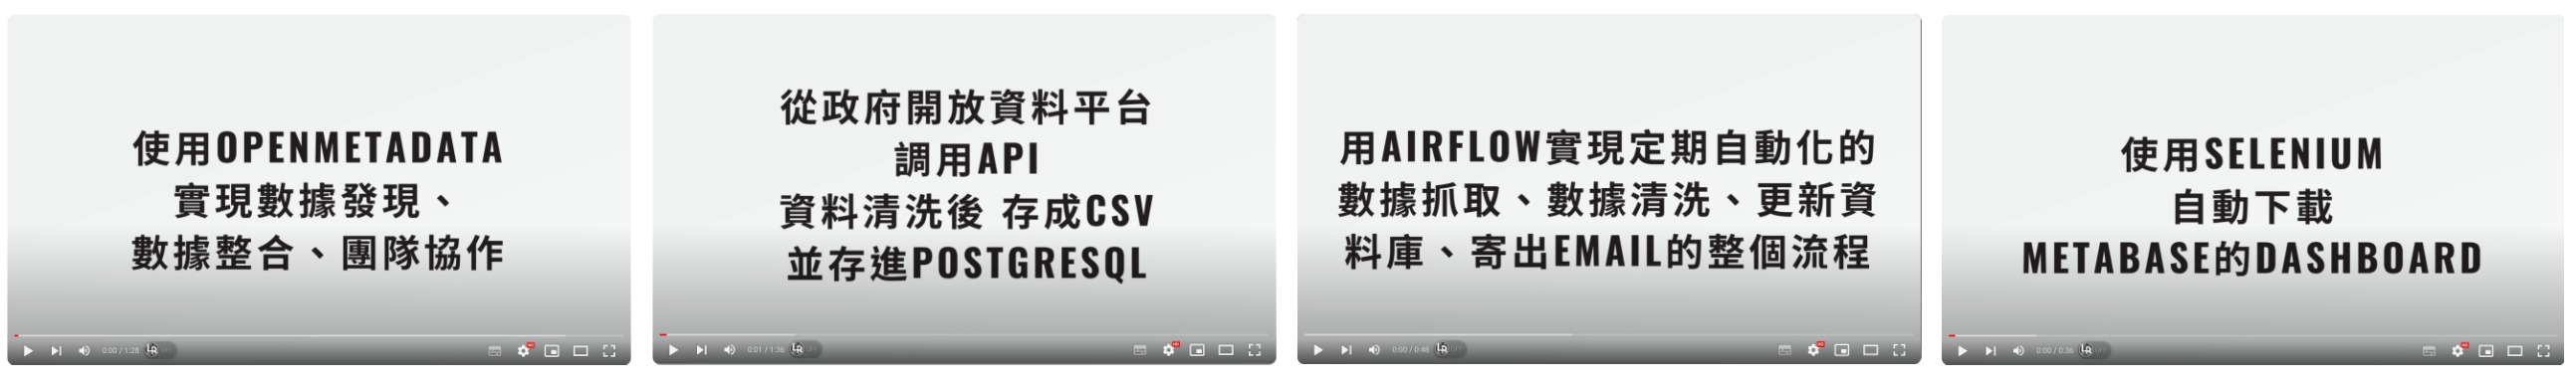 使用OPENMETADATA
實現數據發現、
數據整合、團隊協作
0:00 / 1:28
從政府開放資料平台
調用API
資料清洗後 存成CSV
並存進POSTGRESQL
0:01 / 1:36
用AIRFLOW實現定期自動化的
數據抓取、數據清洗、更新資
料庫、寄出EMAIL的整個流程
0:00 / 0:48
使用SELENIUM
自動下載
METABASE的DASHBOARD
0:00 / 0:36